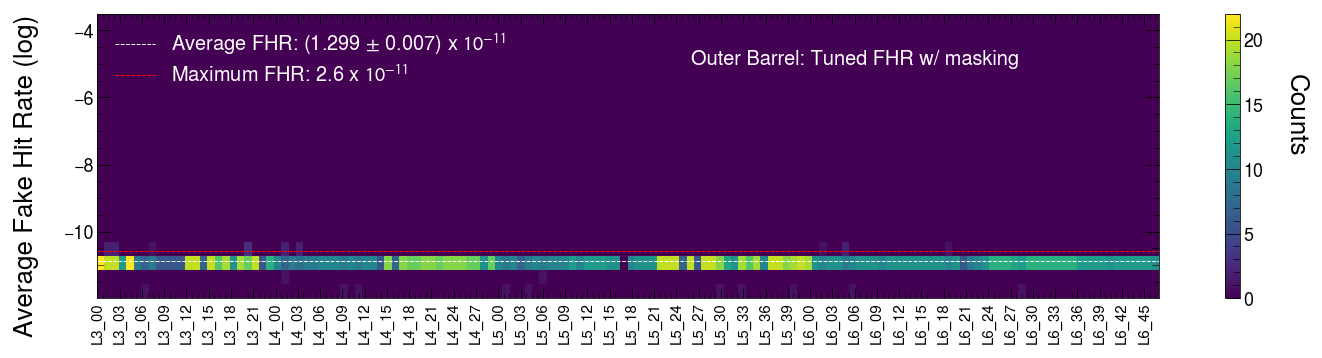 Average Fake Hit Rate (log)
−4
−6
−8
−10
Average FHR: (1.299 ± 0.007) x 10⁻¹¹
Maximum FHR: 2.6 x 10⁻¹¹
Outer Barrel: Tuned FHR w/ masking
L3_00 L3_03 L3_06 L3_09 L3_12 L3_15 L3_18 L3_21 L4_00 L4_03 L4_06 L4_09 L4_12 L4_15 L4_18 L4_21 L4_24 L4_27 L5_00 L5_03 L5_06 L5_09 L5_12 L5_15 L5_18 L5_21 L5_24 L5_27 L5_30 L5_33 L5_36 L5_39 L6_00 L6_03 L6_06 L6_09 L6_12 L6_15 L6_18 L6_21 L6_24 L6_27 L6_30 L6_33 L6_36 L6_39 L6_42 L6_45
20
15
10
5
0
Counts